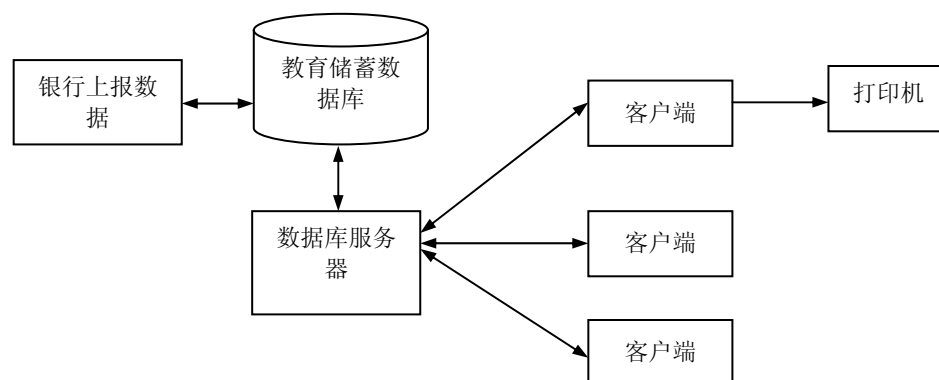 银行上报数
据
教育储蓄数
据库
客户端
打印机
数据库服务
器
客户端
客户端